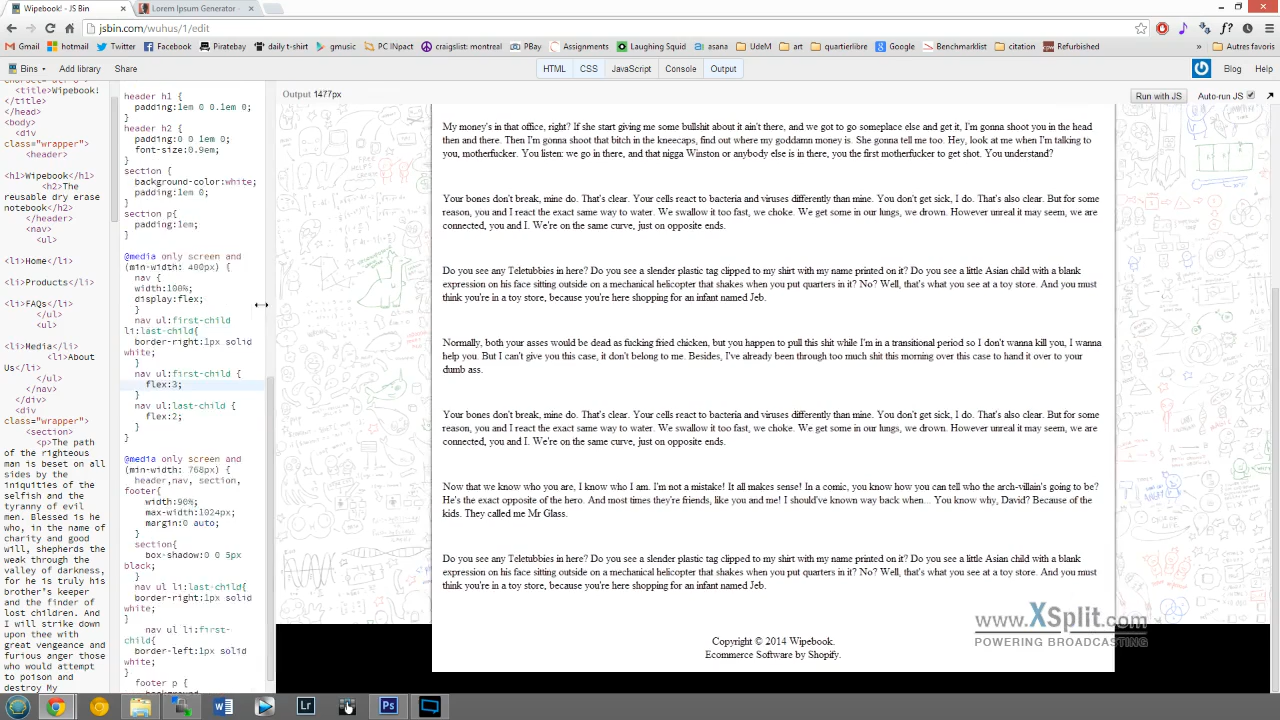 Wipebook! - JS Bin
Lorem Ipsum Generator -
jsbin.com/wuhus/1/edit
Gmail hotmail Twitter Facebook Piratebay daily t-shirt gmusic PC INpact craiglist: montreal PBay Assignments Laughing Squid asana UdeM art quartierlibre Google Benchmarklist citation Refurbished » Autres favoris
Bins Add library Share HTML CSS JavaScript Console Output Blog Help
Output 1477px Run with JS Auto-run JS
<title>Wipebook!
</title>
</head>
<body>
<div
class="wrapper">
<header>
<h1>Wipebook</h1>
<h2>The
reusable dry erase
notebook</h2>
</header>
<nav>
<ul>
<li>Home</li>
<li>Products</li>
<li>FAQs</li>
</ul>
<ul>
<li>Media</li>
<li>About
Us</li>
</ul>
</nav>
</div>
<div
class="wrapper">
<section>
<p>The path
of the righteous
man is beset on all
sides by the
iniquities of the
selfish and the
tyranny of evil
men. Blessed is he
who, in the name of
charity and good
will, shepherds the
weak through the
valley of darkness,
for he is truly his
brother's keeper
and the finder of
lost children. And
I will strike down
upon thee with
great vengeance and
furious anger those
who would attempt
to poison and
destroy My
header h1 {
padding:1em 0 0.1em 0;
}
header h2 {
padding:0 0 1em 0;
font-size:0.9em;
}
section {
background-color:white;
padding:1em 0;
}
section p{
padding:1em;
}
@media only screen and
(min-width: 400px){
nav {
width:100%;
display:flex;
}
nav ul:first-child
li:last-child{
border-right:1px solid
white;
}
nav ul:first-child {
flex:3;
}
nav ul:last-child {
flex:2;
}
}
@media only screen and
(min-width: 768px) {
header,nav, section,
footer{
width:96%;
max-width:1024px;
margin:0 auto;
}
section{
box-shadow:0 0 5px
black;
}
nav ul li:last-child{
border-right:1px solid
white;
}
nav ul li:first-
child{
border-left:1px solid
white;
}
footer p {
My money's in that office, right? If she start giving me some bullshit about it ain't there, and we got to go someplace else and get it, I'm gonna shoot you in the head
then and there. Then I'm gonna shoot that bitch in the kneecaps, find out where my goddamn money is. She gonna tell me too. Hey, look at me when I'm talking to
you, motherfucker. You listen: we go in there, and that nigga Winston or anybody else is in there, you the first motherfucker to get shot. You understand?
Your bones don't break, mine do. That's clear. Your cells react to bacteria and viruses differently than mine. You don't get sick, I do. That's also clear. But for some
reason, you and I react the exact same way to water. We swallow it too fast, we choke. We get some in our lungs, we drown. However unreal it may seem, we are
connected, you and I. We're on the same curve, just on opposite ends.
Do you see any Teletubbies in here? Do you see a slender plastic tag clipped to my shirt with my name printed on it? Do you see a little Asian child with a blank
expression on his face sitting outside on a mechanical helicopter that shakes when you put quarters in it? No? Well, that's what you see at a toy store. And you must
think you're in a toy store, because you're here shopping for an infant named Jeb.
Normally, both your asses would be dead as fucking fried chicken, but you happen to pull this shit while I'm in a transitional period so I don't wanna kill you, I wanna
help you. But I can't give you this case, it don't belong to me. Besides, I've already been through too much shit this morning over this case to hand it over to your
dumb ass.
Your bones don't break, mine do. That's clear. Your cells react to bacteria and viruses differently than mine. You don't get sick, I do. That's also clear. But for some
reason, you and I react the exact same way to water. We swallow it too fast, we choke. We get some in our lungs, we drown. However unreal it may seem, we are
connected, you and I. We're on the same curve, just on opposite ends.
Now that we know who you are, I know who I am. I'm not a mistake! It all makes sense! In a comic, you know how you can tell who the arch-villain's going to be?
He's the exact opposite of the hero. And most times they're friends, like you and me! I should've known way back when... You know why, David? Because of the
kids. They called me Mr Glass.
Do you see any Teletubbies in here? Do you see a slender plastic tag clipped to my shirt with my name printed on it? Do you see a little Asian child with a blank
expression on his face sitting outside on a mechanical helicopter that shakes when you put quarters in it? No? Well, that's what you see at a toy store. And you must
think you're in a toy store, because you're here shopping for an infant named Jeb.
Copyright © 2014 Wipebook.
Ecommerce Software by Shopify.
www.XSplit.com
POWERING BROADCASTING
W Lr Ps